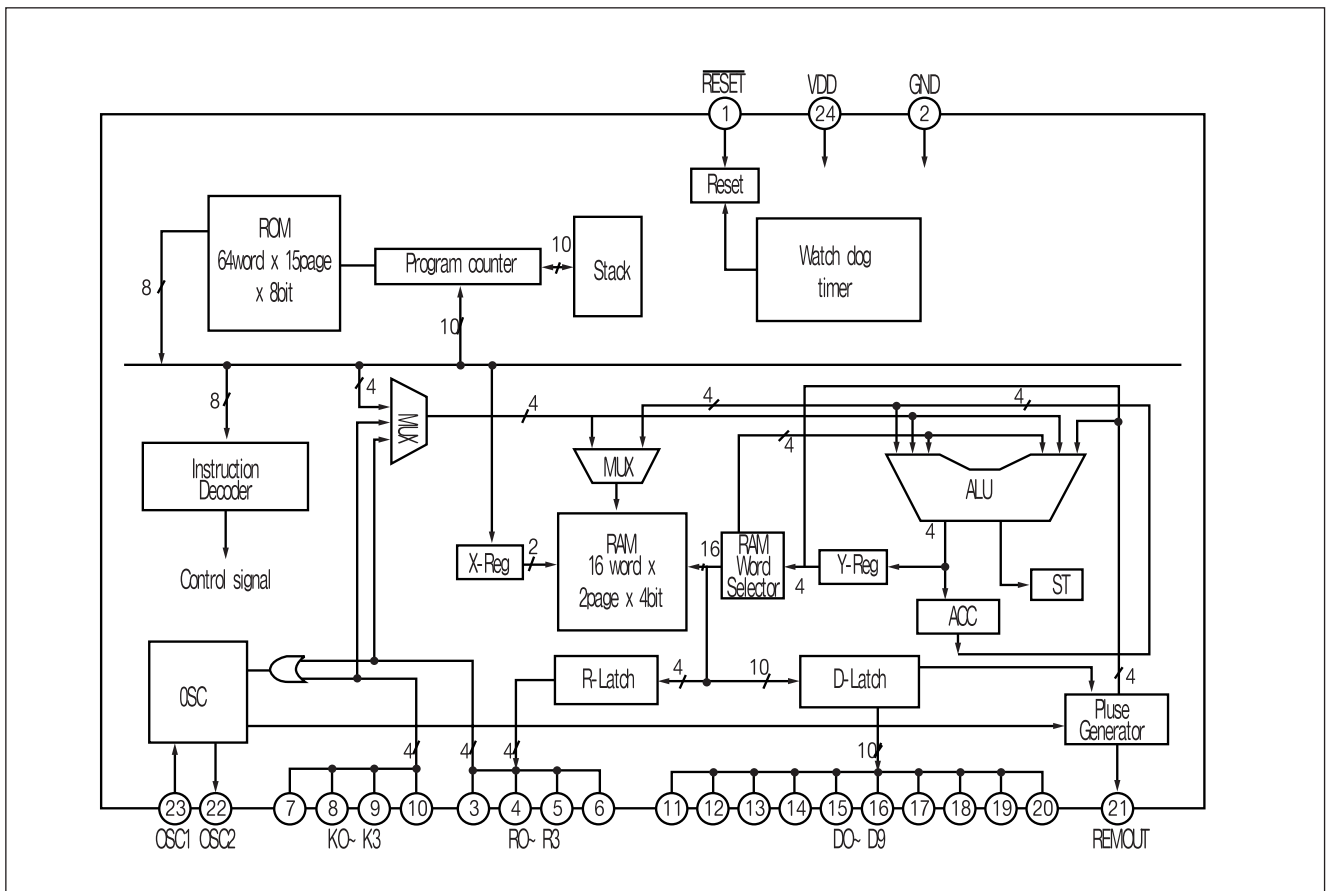 RESET VDD GND
1 24 2
Reset
ROM
64word x 15page
x 8bit
Program counter
10
Stack
Watch dog
timer
8
10
8
4
MUX
4
4
4
4
MUX
ALU
Instruction
Decoder
Control signal
X-Reg
2
RAM
16 word x
2page x 4bit
16
RAM
Word
Selector
4
Y-Reg
4
ST
ACC
OSC
R-Latch
4
10
D-Latch
4
Pluse
Generator
4
4
4
10
23 22 7 8 9 10 3 4 5 6 11 12 13 14 15 16 17 18 19 20 21
OSC1 OSC2 K0~ K3 R0~ R3 D0~ D9 REMOUT